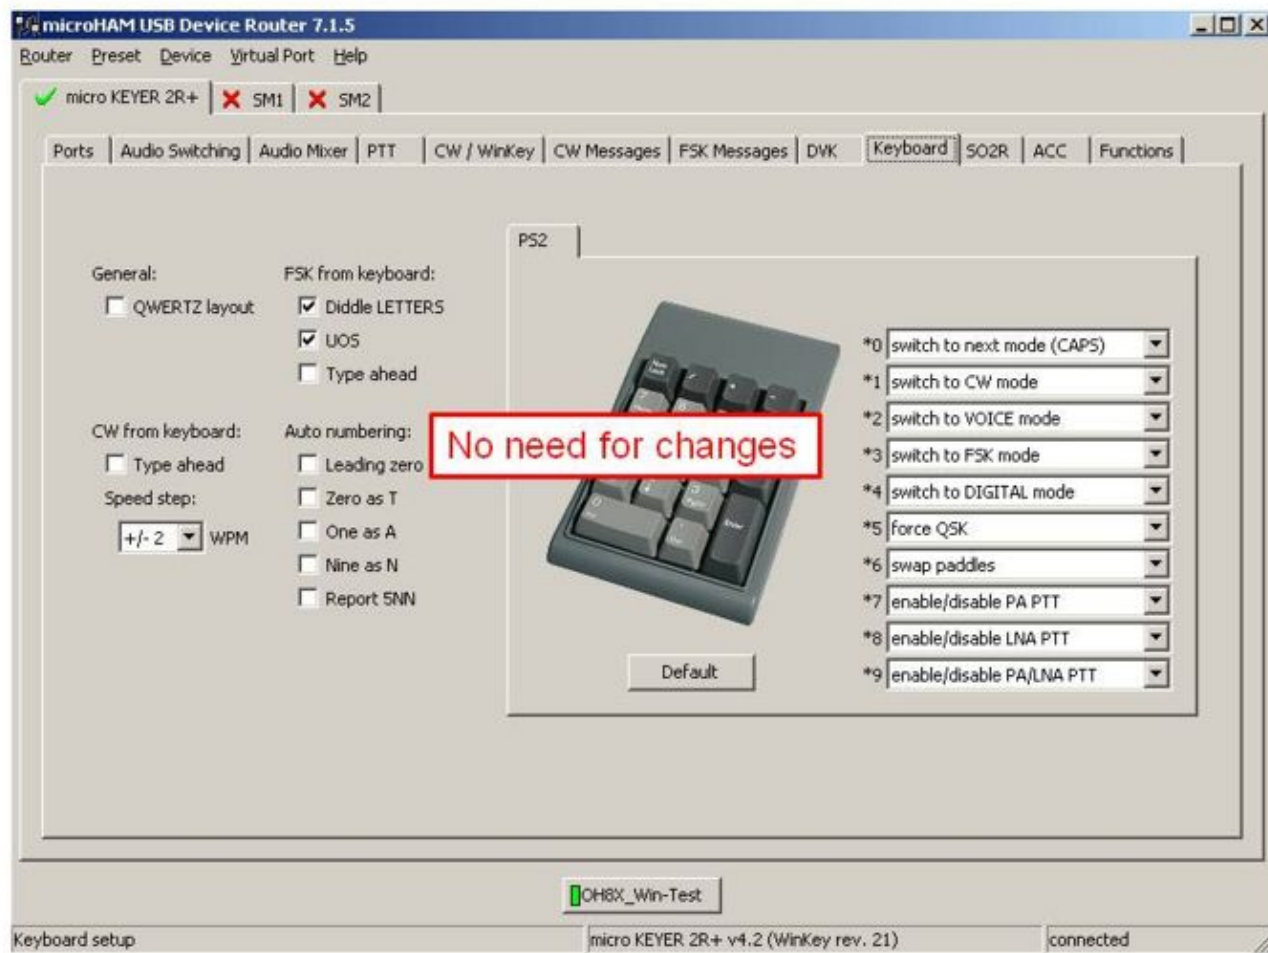 microHAM USB Device Router 7.1.5
Router Preset Device Virtual Port Help
micro KEYER 2R+ SM1 SM2
Ports Audio Switching Audio Mixer PTT CW / WinKey CW Messages FSK Messages DVK Keyboard SO2R ACC Functions
PS2
General: FSK from keyboard:
QWERTZ layout Diddle LETTERS
UOS
Type ahead
CW from keyboard: Auto numbering:
Type ahead Leading zero
Speed step: Zero as T
+/- 2 WPM One as A
Nine as N
Report 5NN
No need for changes
*0 switch to next mode (CAPS)
*1 switch to CW mode
*2 switch to VOICE mode
*3 switch to FSK mode
*4 switch to DIGITAL mode
*5 force QSK
*6 swap paddles
*7 enable/disable PA PTT
*8 enable/disable LNA PTT
*9 enable/disable PA/LNA PTT
Default
OH8X_Win-Test
Keyboard setup micro KEYER 2R+ v4.2 (WinKey rev. 21) connected